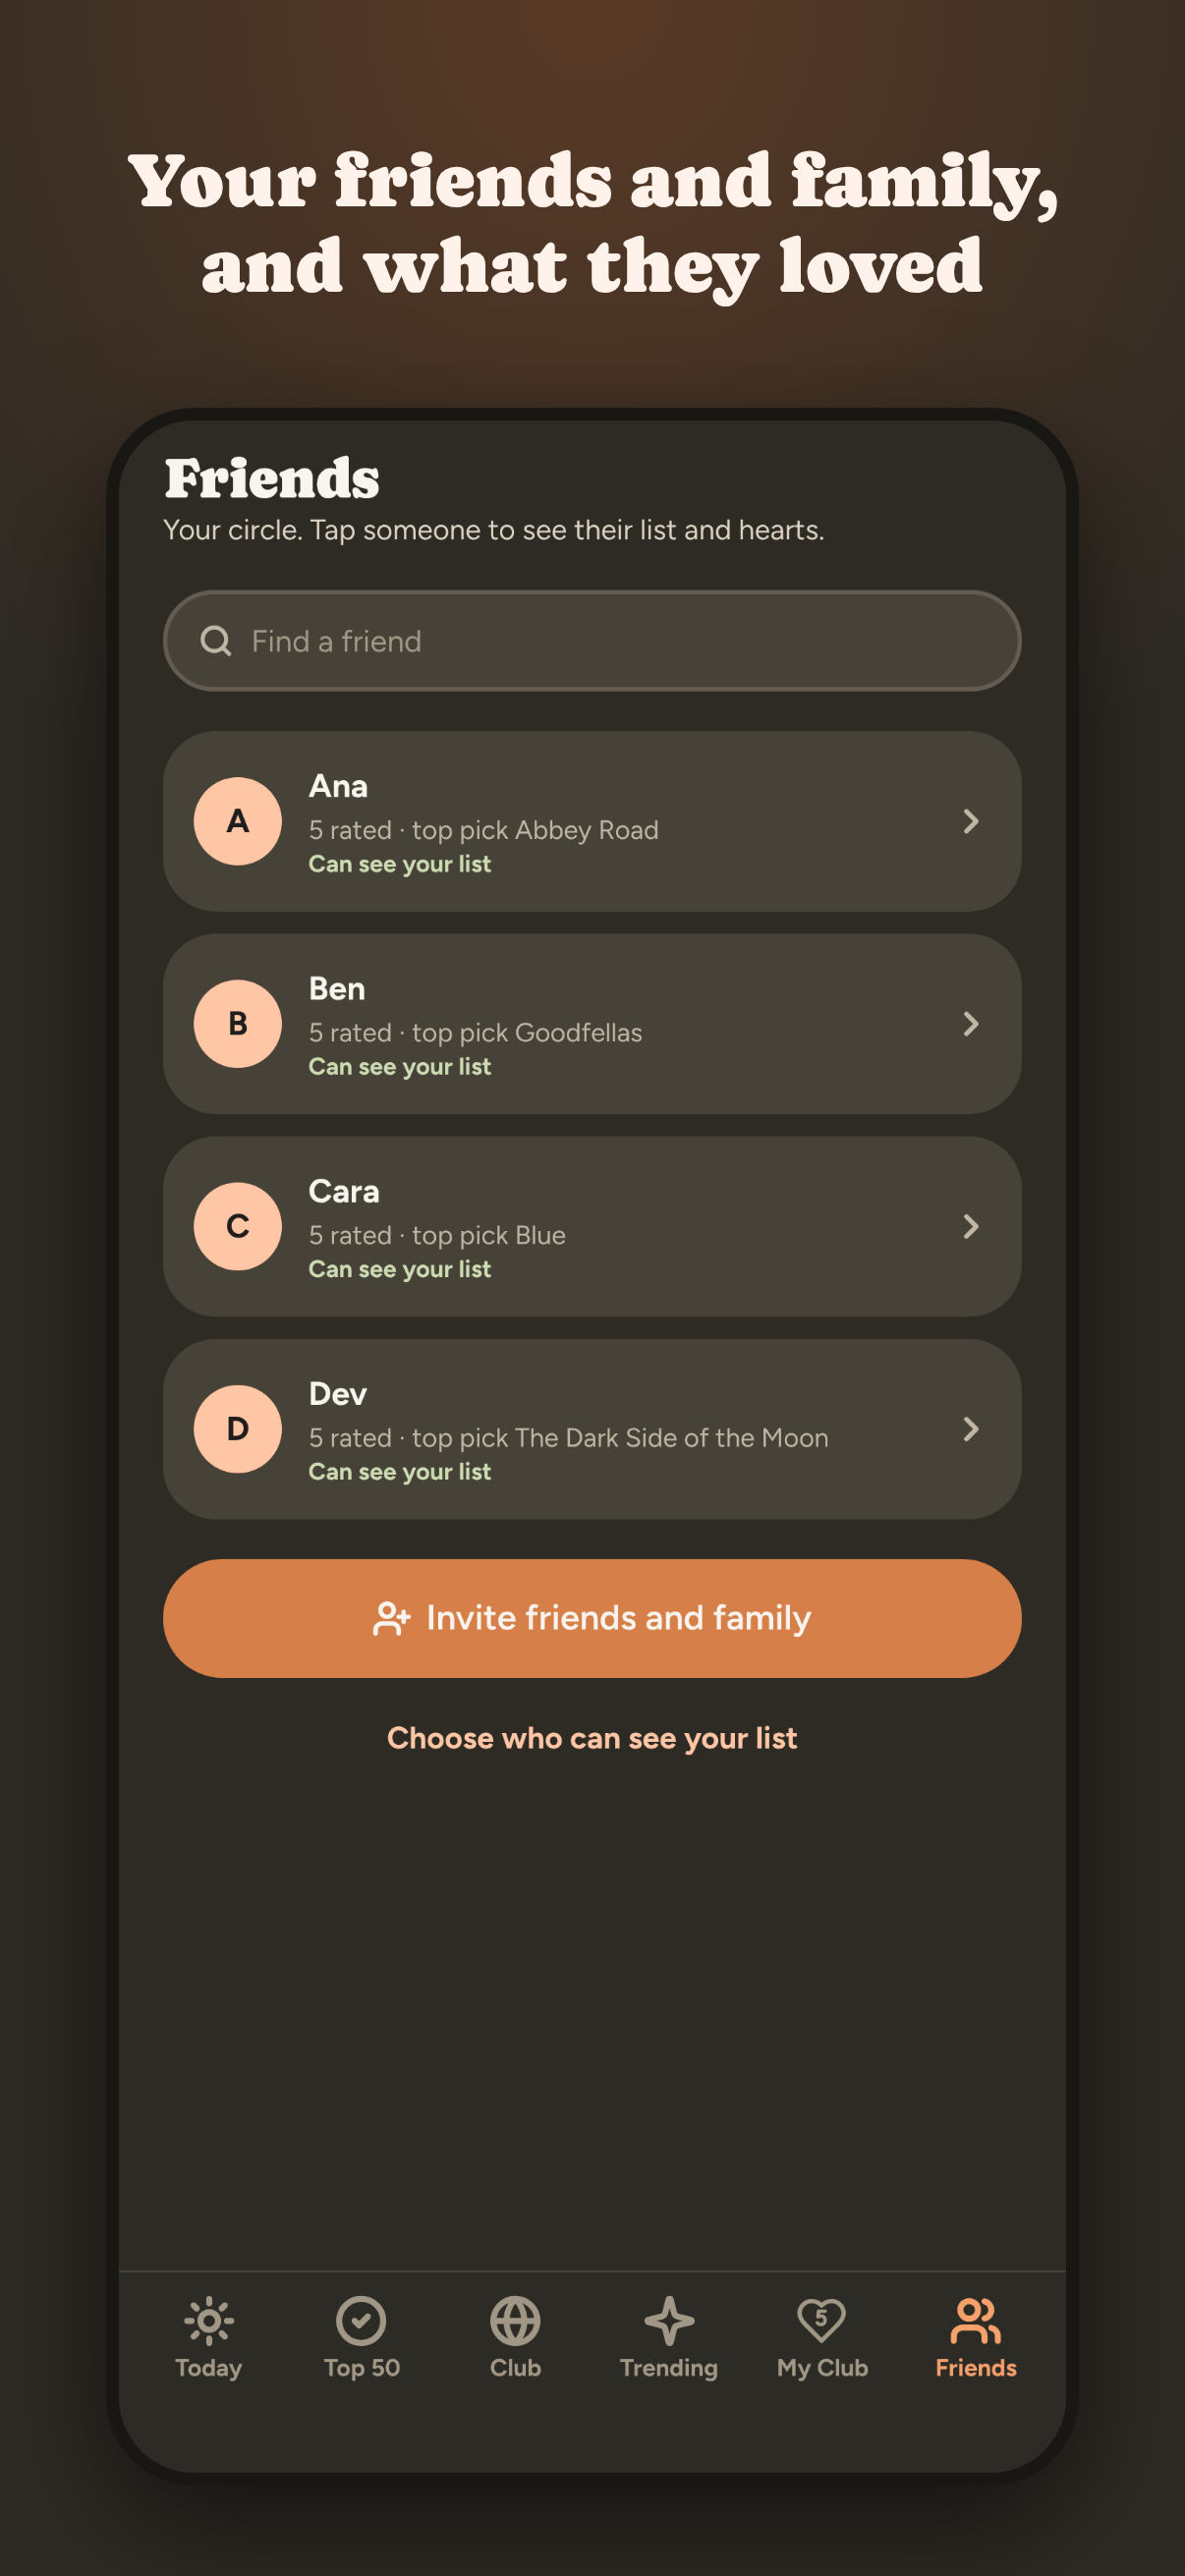 Your friends and family,
and what they loved
Friends
Your circle. Tap someone to see their list and hearts.
Find a friend
A
Ana
5 rated · top pick Abbey Road
Can see your list
B
Ben
5 rated · top pick Goodfellas
Can see your list
C
Cara
5 rated · top pick Blue
Can see your list
D
Dev
5 rated · top pick The Dark Side of the Moon
Can see your list
Invite friends and family
Choose who can see your list
5
Today Top 50 Club Trending My Club Friends